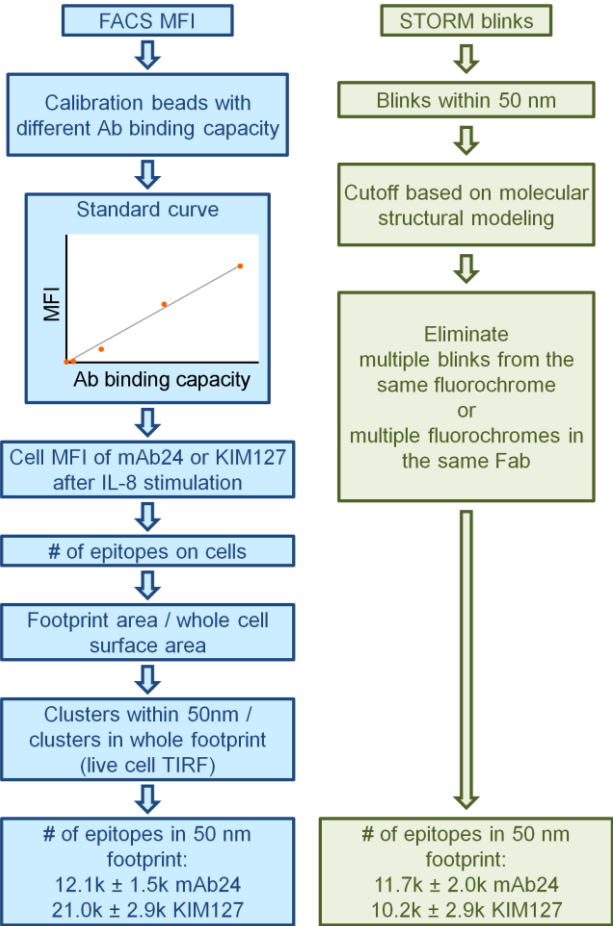 FACS MFI
Calibration beads with
different Ab binding capacity
Standard curve
MFI
Ab binding capacity
Cell MFI of mAb24 or KIM127
after IL-8 stimulation
# of epitopes on cells
Footprint area / whole cell
surface area
Clusters within 50nm /
clusters in whole footprint
(live cell TIRF)
# of epitopes in 50 nm
footprint:
12.1k ± 1.5k mAb24
21.0k ± 2.9k KIM127
STORM blinks
Blinks within 50 nm
Cutoff based on molecular
structural modeling
Eliminate
multiple blinks from the
same fluorochrome
or
multiple fluorochromes in
the same Fab
# of epitopes in 50 nm
footprint:
11.7k ± 2.0k mAb24
10.2k ± 2.9k KIM127